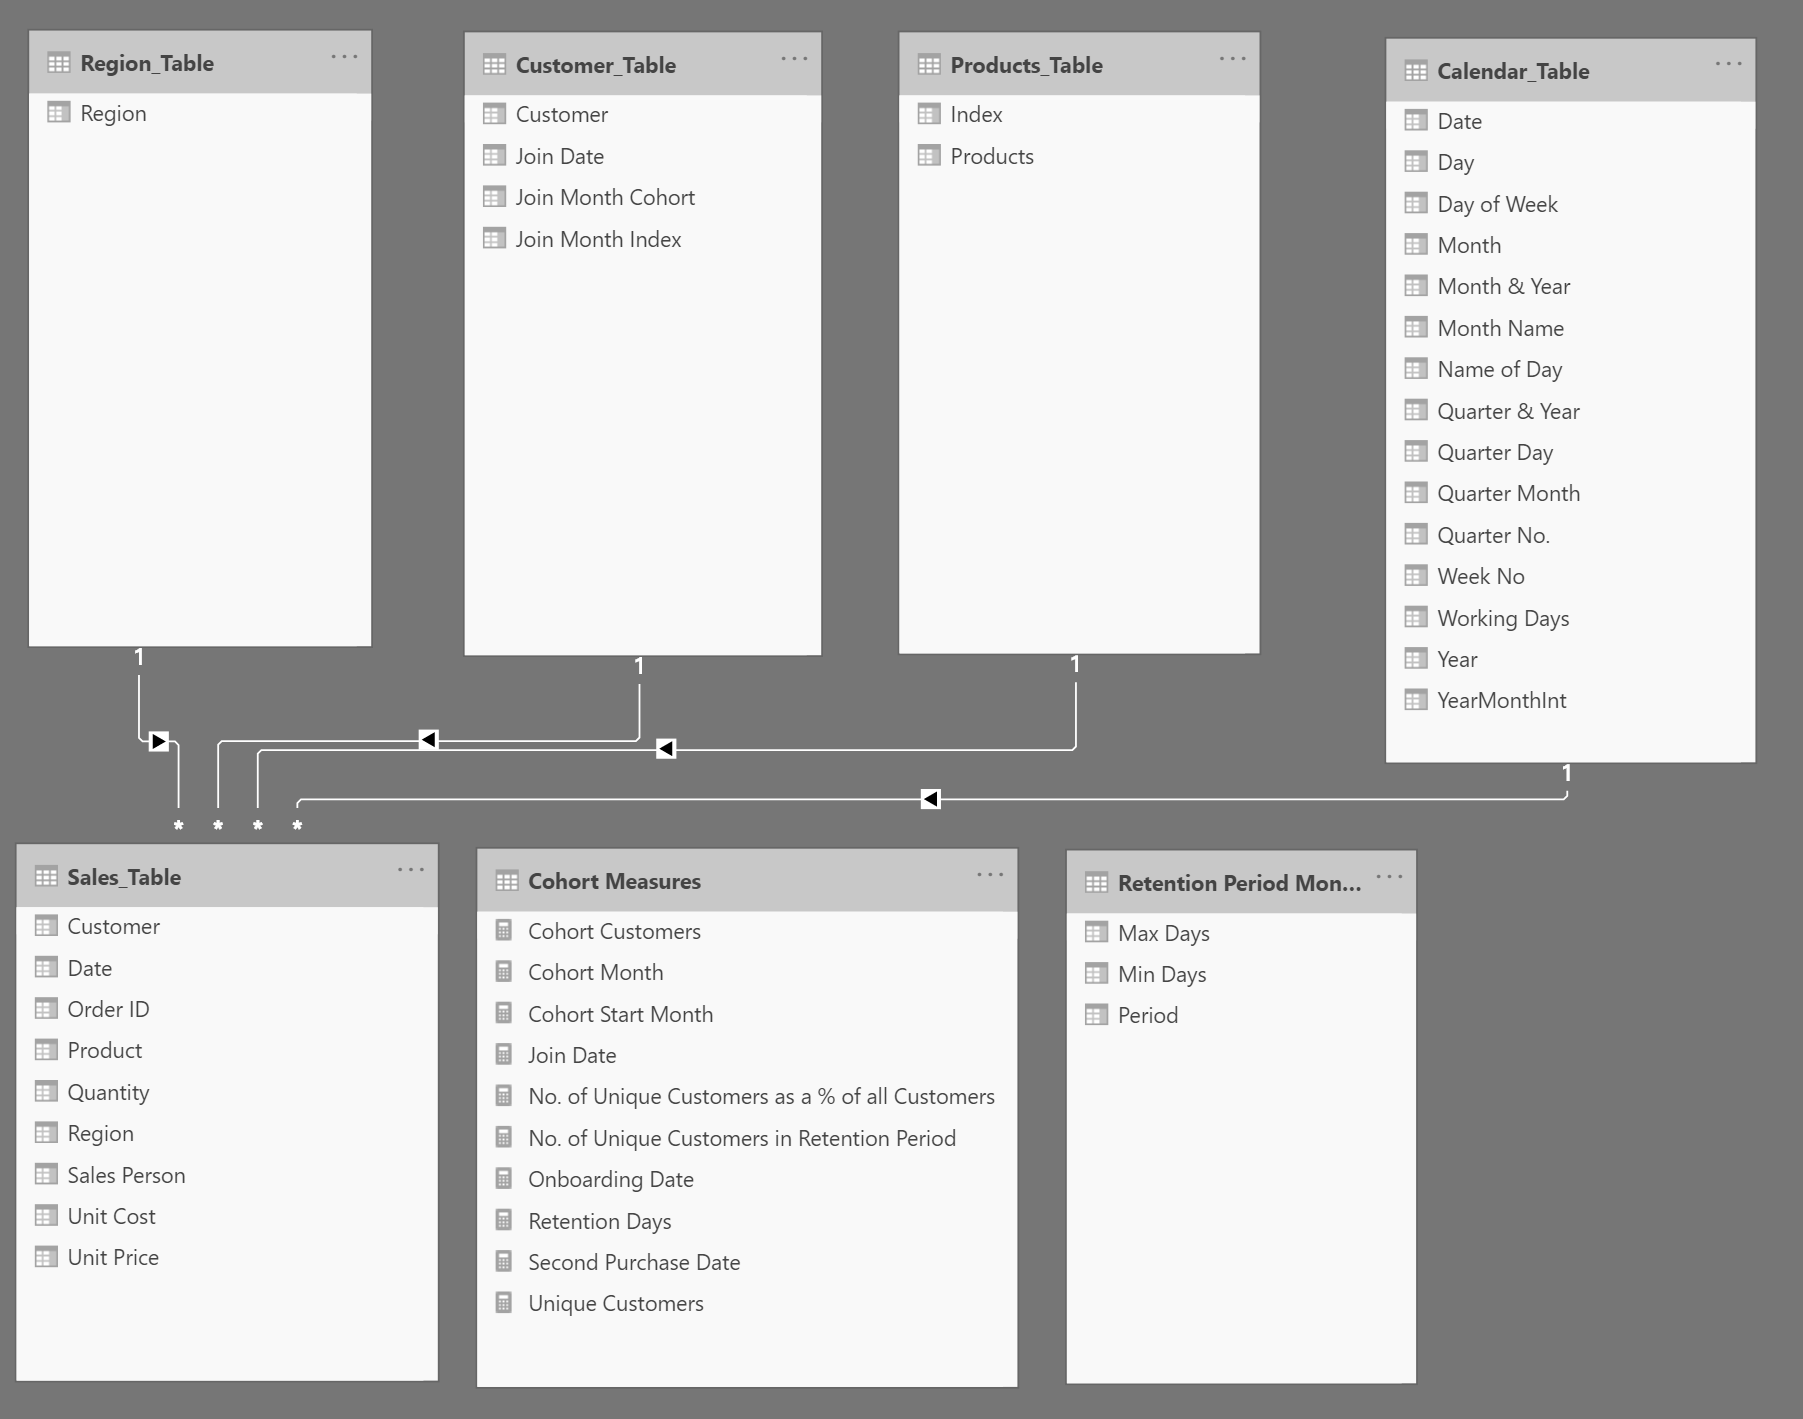 Region_Table
Region
Customer_Table
Customer
Join Date
Join Month Cohort
Join Month Index
Products_Table
Index
Products
Calendar_Table
Date
Day
Day of Week
Month
Month & Year
Month Name
Name of Day
Quarter & Year
Quarter Day
Quarter Month
Quarter No.
Week No
Working Days
Year
YearMonthInt
1
1
1
1
* * * *
Sales_Table
Customer
Date
Order ID
Product
Quantity
Region
Sales Person
Unit Cost
Unit Price
Cohort Measures
Cohort Customers
Cohort Month
Cohort Start Month
Join Date
No. of Unique Customers as a % of all Customers
No. of Unique Customers in Retention Period
Onboarding Date
Retention Days
Second Purchase Date
Unique Customers
Retention Period Mon...
Max Days
Min Days
Period